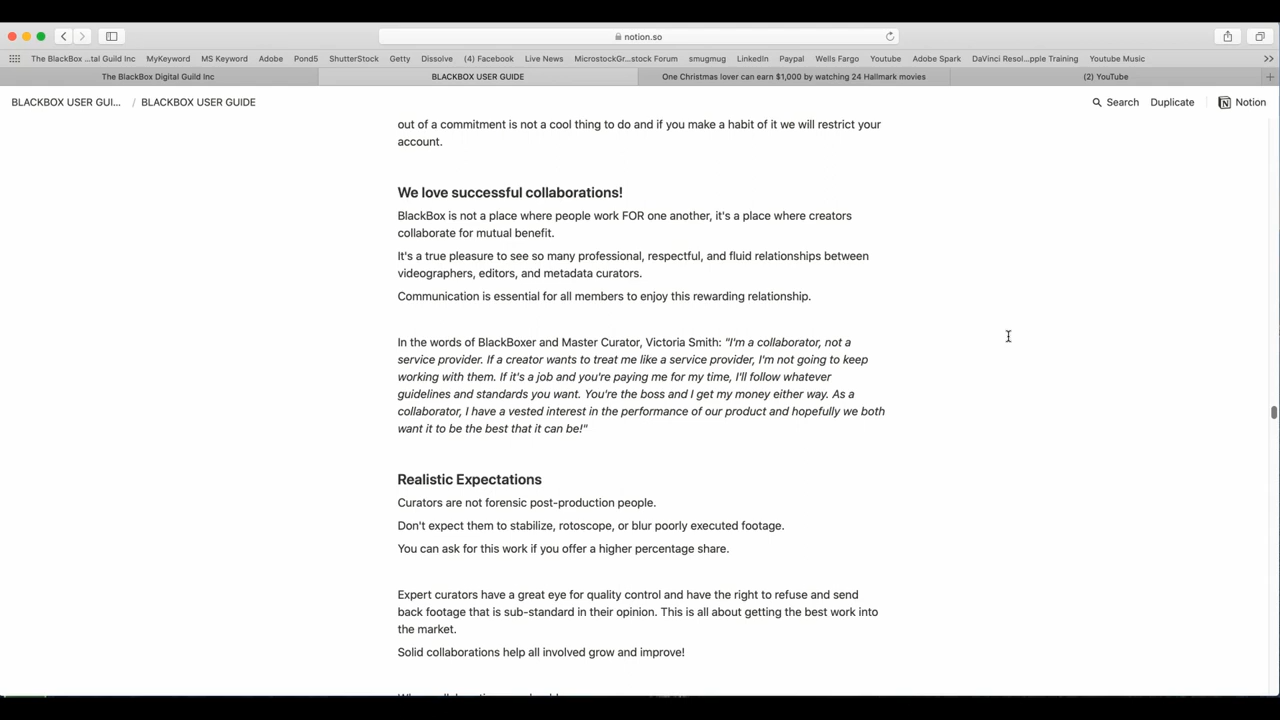 notion.so
The BlackBox ...tal Guild Inc MyKeyword MS Keyword Adobe Pond5 ShutterStock Getty Dissolve (4) Facebook Live News MicrostockGr...stock Forum smugmug LinkedIn Paypal Wells Fargo Youtube Adobe Spark DaVinci Resol...pple Training Youtube Music
The BlackBox Digital Guild Inc BLACKBOX USER GUIDE One Christmas lover can earn $1,000 by watching 24 Hallmark movies (2) YouTube
BLACKBOX USER GUI... / BLACKBOX USER GUIDE Search Duplicate Notion
out of a commitment is not a cool thing to do and if you make a habit of it we will restrict your
account.
We love successful collaborations!
BlackBox is not a place where people work FOR one another, it's a place where creators
collaborate for mutual benefit.
It's a true pleasure to see so many professional, respectful, and fluid relationships between
videographers, editors, and metadata curators.
Communication is essential for all members to enjoy this rewarding relationship.
In the words of BlackBoxer and Master Curator, Victoria Smith: "I'm a collaborator, not a
service provider. If a creator wants to treat me like a service provider, I'm not going to keep
working with them. If it's a job and you're paying me for my time, I'll follow whatever
guidelines and standards you want. You're the boss and I get my money either way. As a
collaborator, I have a vested interest in the performance of our product and hopefully we both
want it to be the best that it can be!"
Realistic Expectations
Curators are not forensic post-production people.
Don't expect them to stabilize, rotoscope, or blur poorly executed footage.
You can ask for this work if you offer a higher percentage share.
Expert curators have a great eye for quality control and have the right to refuse and send
back footage that is sub-standard in their opinion. This is all about getting the best work into
the market.
Solid collaborations help all involved grow and improve!